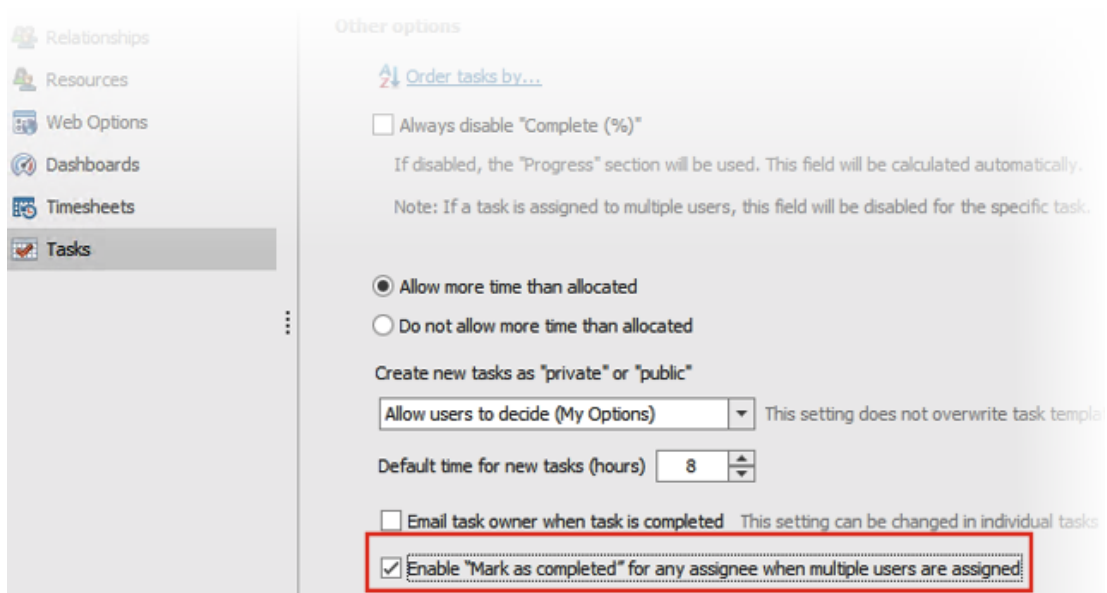 Relationships
Resources
Web Options
Dashboards
Timesheets
Tasks
Other options
Order tasks by...
Always disable "Complete (%)"
If disabled, the "Progress" section will be used. This field will be calculated automatically.
Note: If a task is assigned to multiple users, this field will be disabled for the specific task.
Allow more time than allocated
Do not allow more time than allocated
Create new tasks as "private" or "public"
Allow users to decide (My Options) This setting does not overwrite task
Default time for new tasks (hours) 8
Email task owner when task is completed This setting can be changed in individual tasks
Enable “Mark as completed” for any assignee when multiple users are assigned